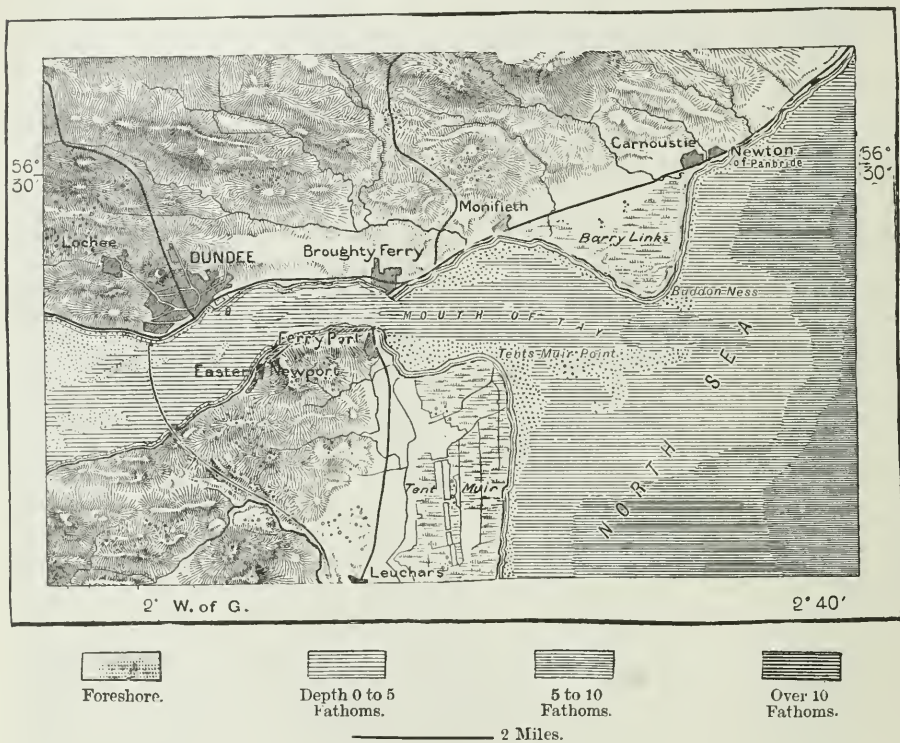 Carnoustie
Newton
of Panbride
56°
30'
56°
30'
Monifieth
Barry Links
Lochee
DUNDEE
Broughty Ferry
Buddon Ness
MOUTH OF TAY
Ferry Port
Tents Muir Point
Easter Newport
NORTH SEA
Tent Muir
Leuchars
2° W. of G.
2° 40'
Foreshore.
Depth 0 to 5
Fathoms.
5 to 10
Fathoms.
Over 10
Fathoms.
2 Miles.